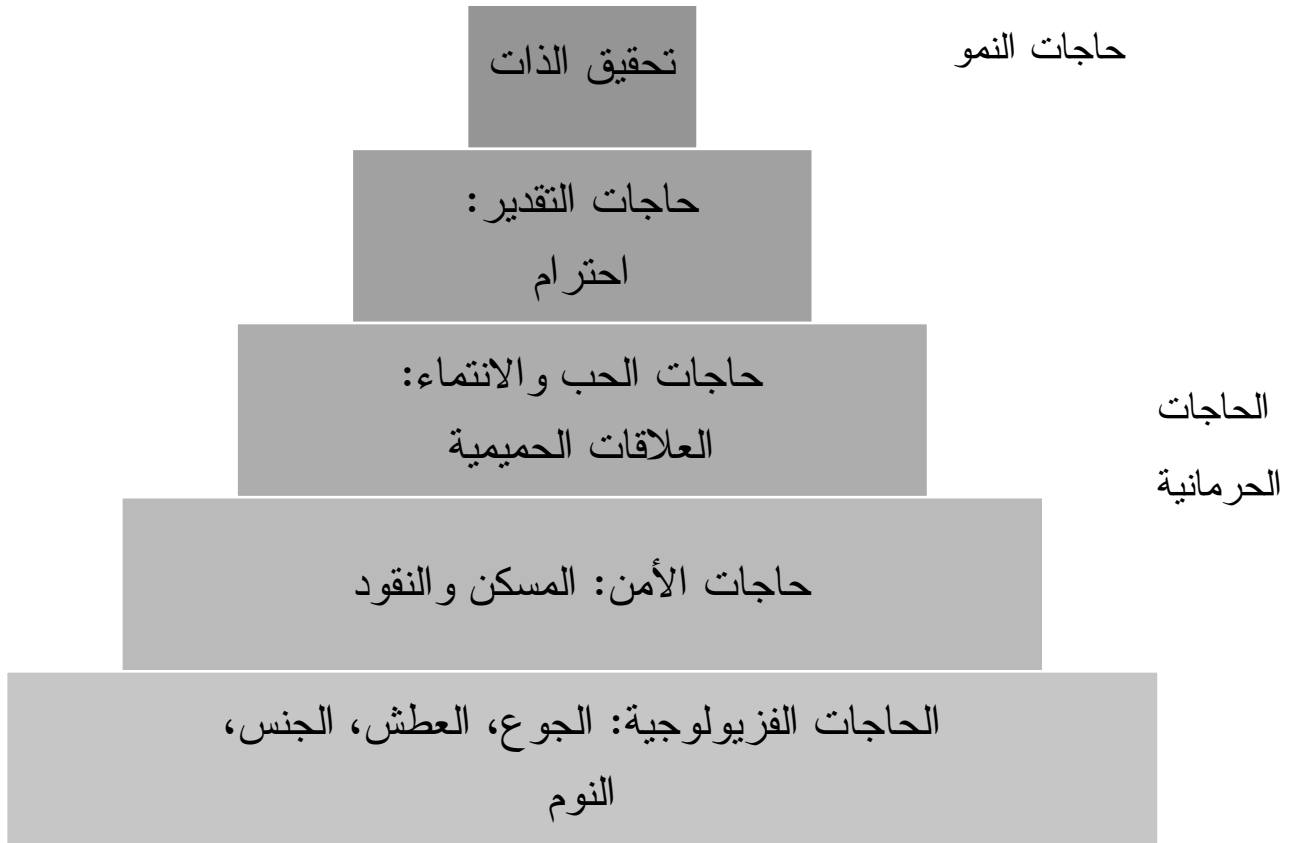 حاجات النمو
تحقيق الذات
حاجات التقدير:
احترام
حاجات الحب والانتماء:
العلاقات الحميمية
الحاجات
الحرمانية
حاجات الأمن: المسكن والنقود
الحاجات الفزيولوجية: الجوع، العطش، الجنس،
النوم